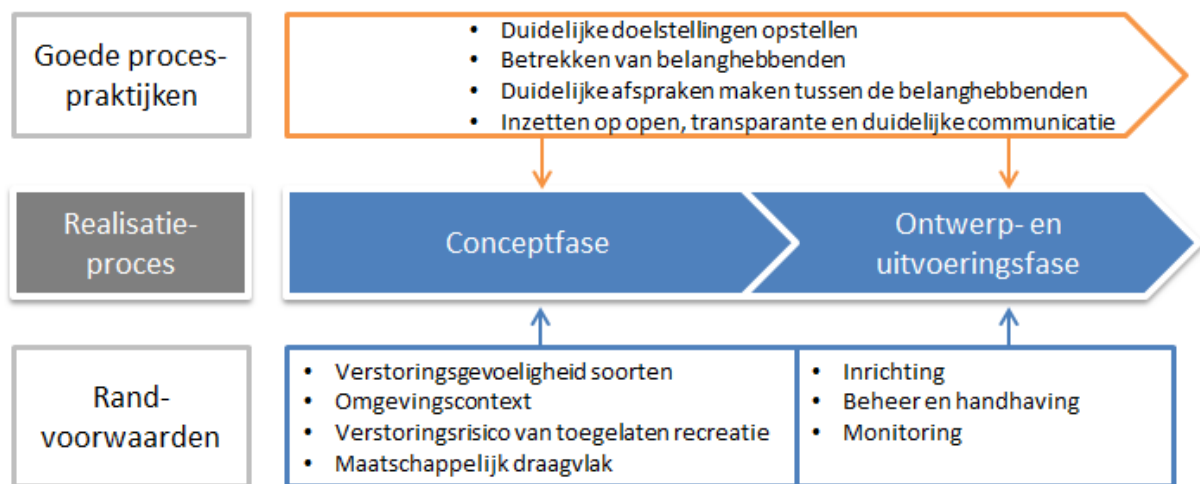 Goede proces-
praktijken
• Duidelijke doelstellingen opstellen
• Betrekken van belanghebbenden
• Duidelijke afspraken maken tussen de belanghebbenden
• Inzetten op open, transparante en duidelijke communicatie
Realisatie-
proces
Conceptfase
Ontwerp- en
uitvoeringsfase
Rand-
voorwaarden
• Verstoringsgevoeligheid soorten
• Omgevingscontext
• Verstoringsrisico van toegelaten recreatie
• Maatschappelijk draagvlak
• Inrichting
• Beheer en handhaving
• Monitoring